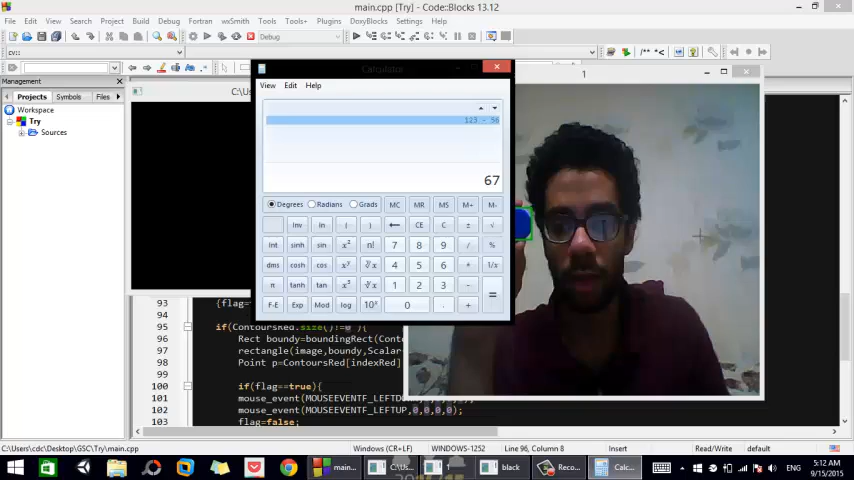 main.cpp [Try] - Code::Blocks 13.12
File Edit View Search Project Build Debug Fortran wxSmith Tools Tools+ Plugins DoxyBlocks Settings Help
Debug
cv::
/** *<
Management
Projects Symbols Files
Workspace
Try
Sources
C:\
Calculator
1
View Edit Help
123 - 56
67
Degrees Radians Grads MC MR MS M+ M-
Inv ln ( ) ← CE C ± √
Int sinh sin x² n! 7 8 9 / %
dms cosh cos xʸ ʸ√x 4 5 6 * 1/x
π tanh tan x³ ³√x 1 2 3 - =
F-E Exp Mod log 10ˣ 0 . +
93 {flag=
94
95 if(ContoursRed.size()!=0 ){
96 Rect boundy=boundingRect(Conto
97 rectangle(image,boundy,Scalar
98 Point p=ContoursRed[indexRed]
99
100 if(flag==true){
101 mouse_event(MOUSEEVENTF_LEFTDO
102 mouse_event(MOUSEEVENTF_LEFTUP,0,0,0,0);
103 flag=false;
C:\Users\cdc\Desktop\GSC\Try\main.cpp Windows (CR+LF) WINDOWS-1252 Line 96, Column 8 Insert Read/Write default
main... C:\Us... 1 black Reco... Calc... ENG 5:12 AM
9/15/2015